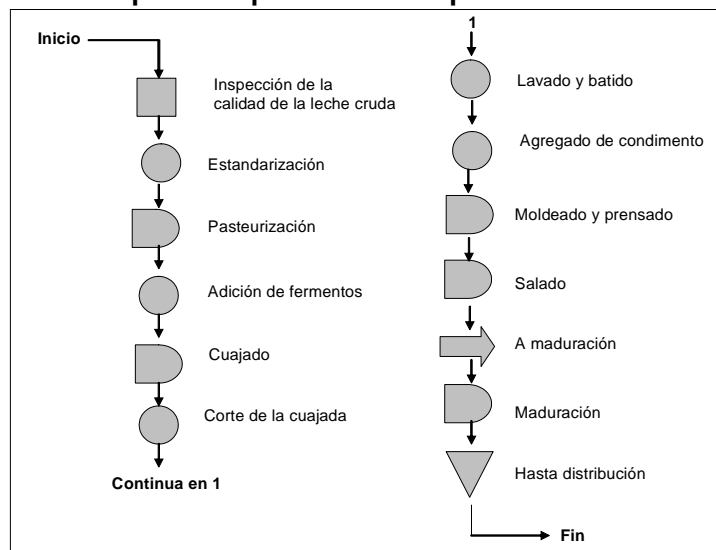 Inicio
Inspección de la
calidad de la leche cruda
Estandarización
Pasteurización
Adición de fermentos
Cuajado
Corte de la cuajada
Continua en 1
1
Lavado y batido
Agregado de condimento
Moldeado y prensado
Salado
A maduración
Maduración
Hasta distribución
Fin